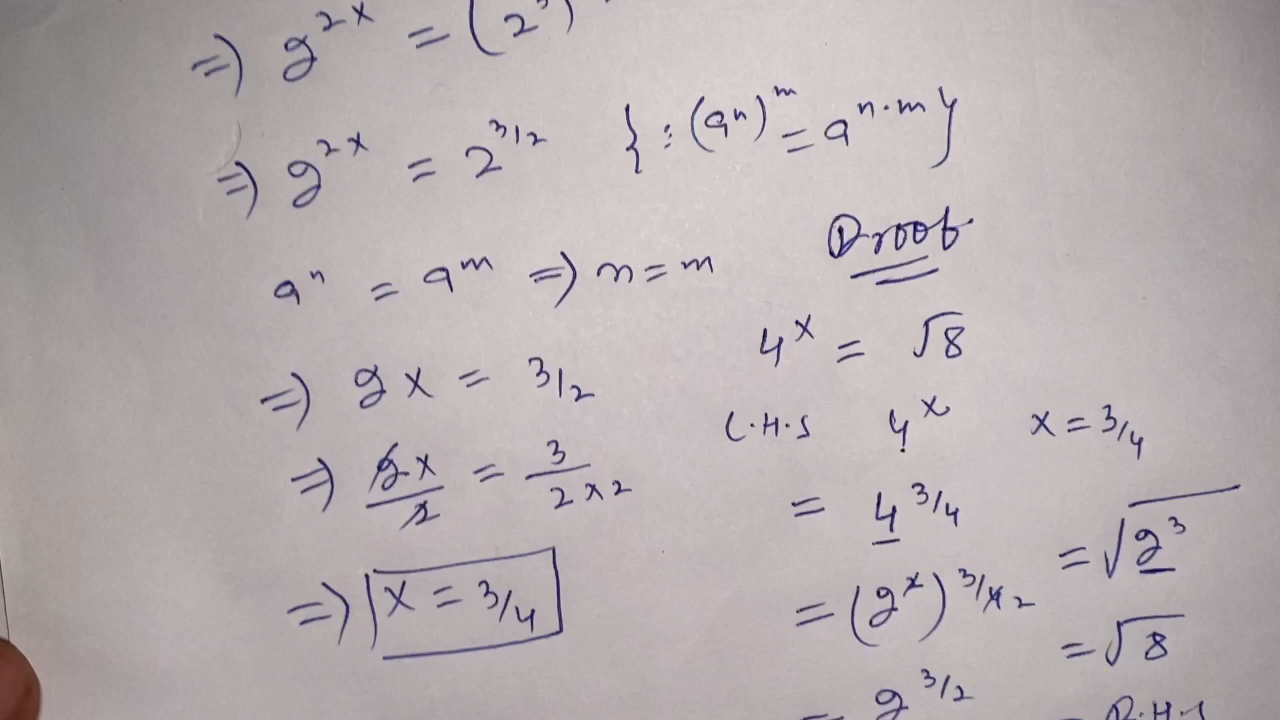 ⇒ 2^{2x} = (2^3)
⇒ 2^{2x} = 2^{3/2} {∵ (a^n)^m = a^{n·m}}
a^n = a^m ⇒ n = m
⇒ 2x = 3/2
⇒ 2x/2 = 3/(2×2)
⇒ x = 3/4
Proof
4^x = √8
L.H.S 4^x x = 3/4
= 4^{3/4}
= (2^x)^{3/4 2}
= 2^{3/2}
= √2^3
= √8
= R.H.S